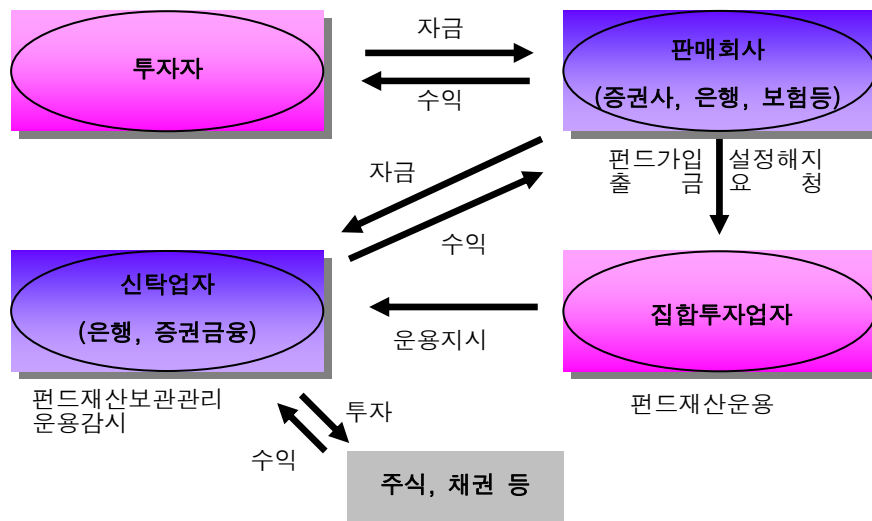 투자자
자금
수익
판매회사
(증권사, 은행, 보험등)
펀드가입
출 금
설정해지
요 청
자금
수익
신탁업자
(은행, 증권금융)
운용지시
집합투자업자
펀드재산보관관리
운용감시
펀드재산운용
투자
수익
주식, 채권 등